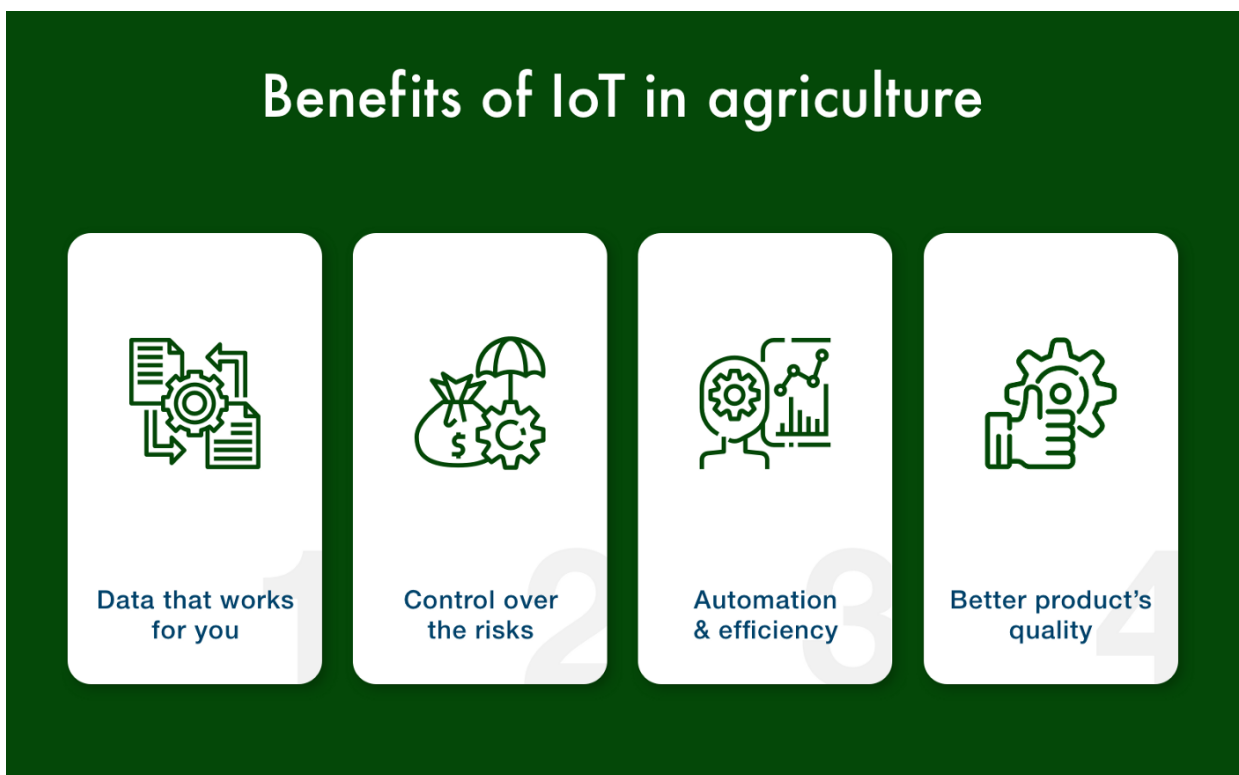 Benefits of IoT in agriculture
1
Data that works
for you
2
Control over
the risks
3
Automation
& efficiency
4
Better product's
quality
$